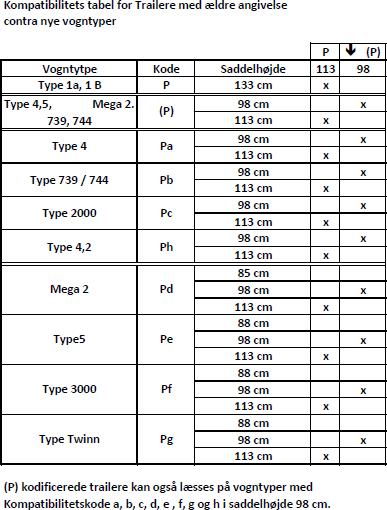 Kompatibilitets tabel for Trailere med ældre angivelse
contra nye vogntyper
P 🡻 (P)
Vogntytpe Kode Saddelhøjde 113 98
Type 1a, 1 B P 133 cm x
Type 4,5, Mega 2. 739, 744 (P) 98 cm x
113 cm x
Type 4 Pa 98 cm x
113 cm x
Type 739 / 744 Pb 98 cm x
113 cm x
Type 2000 Pc 98 cm x
113 cm x
Type 4,2 Ph 98 cm x
113 cm x
Mega 2 Pd 85 cm
98 cm x
113 cm x
Type5 Pe 88 cm
98 cm x
113 cm x
Type 3000 Pf 88 cm
98 cm x
113 cm x
Type Twinn Pg 88 cm
98 cm x
113 cm x
(P) kodificerede trailere kan også læsses på vogntyper med
Kompatibilitetskode a, b, c, d, e , f, g og h i saddelhøjde 98 cm.